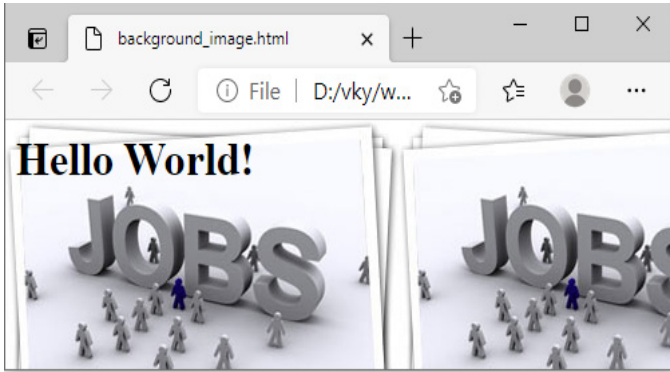 background_image.html
File | D:/vky/w...
Hello World!
JOBS
JOBS